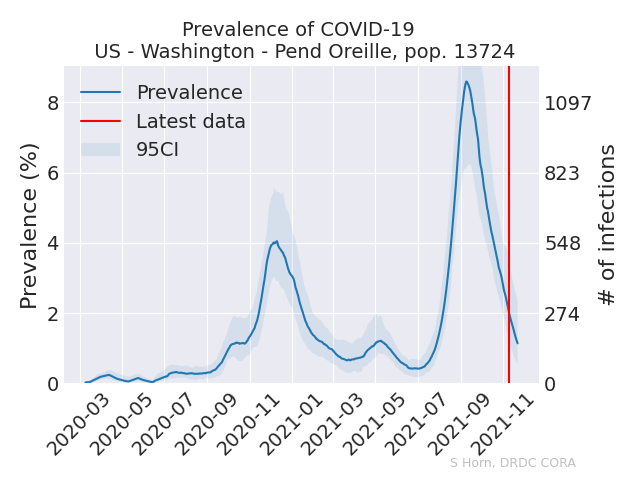 Prevalence of COVID-19
US - Washington - Pend Oreille, pop. 13724
Prevalence
Latest data
95CI
Prevalence (%)
8
6
4
2
0
1097
823
548
274
0
# of infections
2020-03
2020-05
2020-07
2020-09
2020-11
2021-01
2021-03
2021-05
2021-07
2021-09
2021-11
S Horn, DRDC CORA